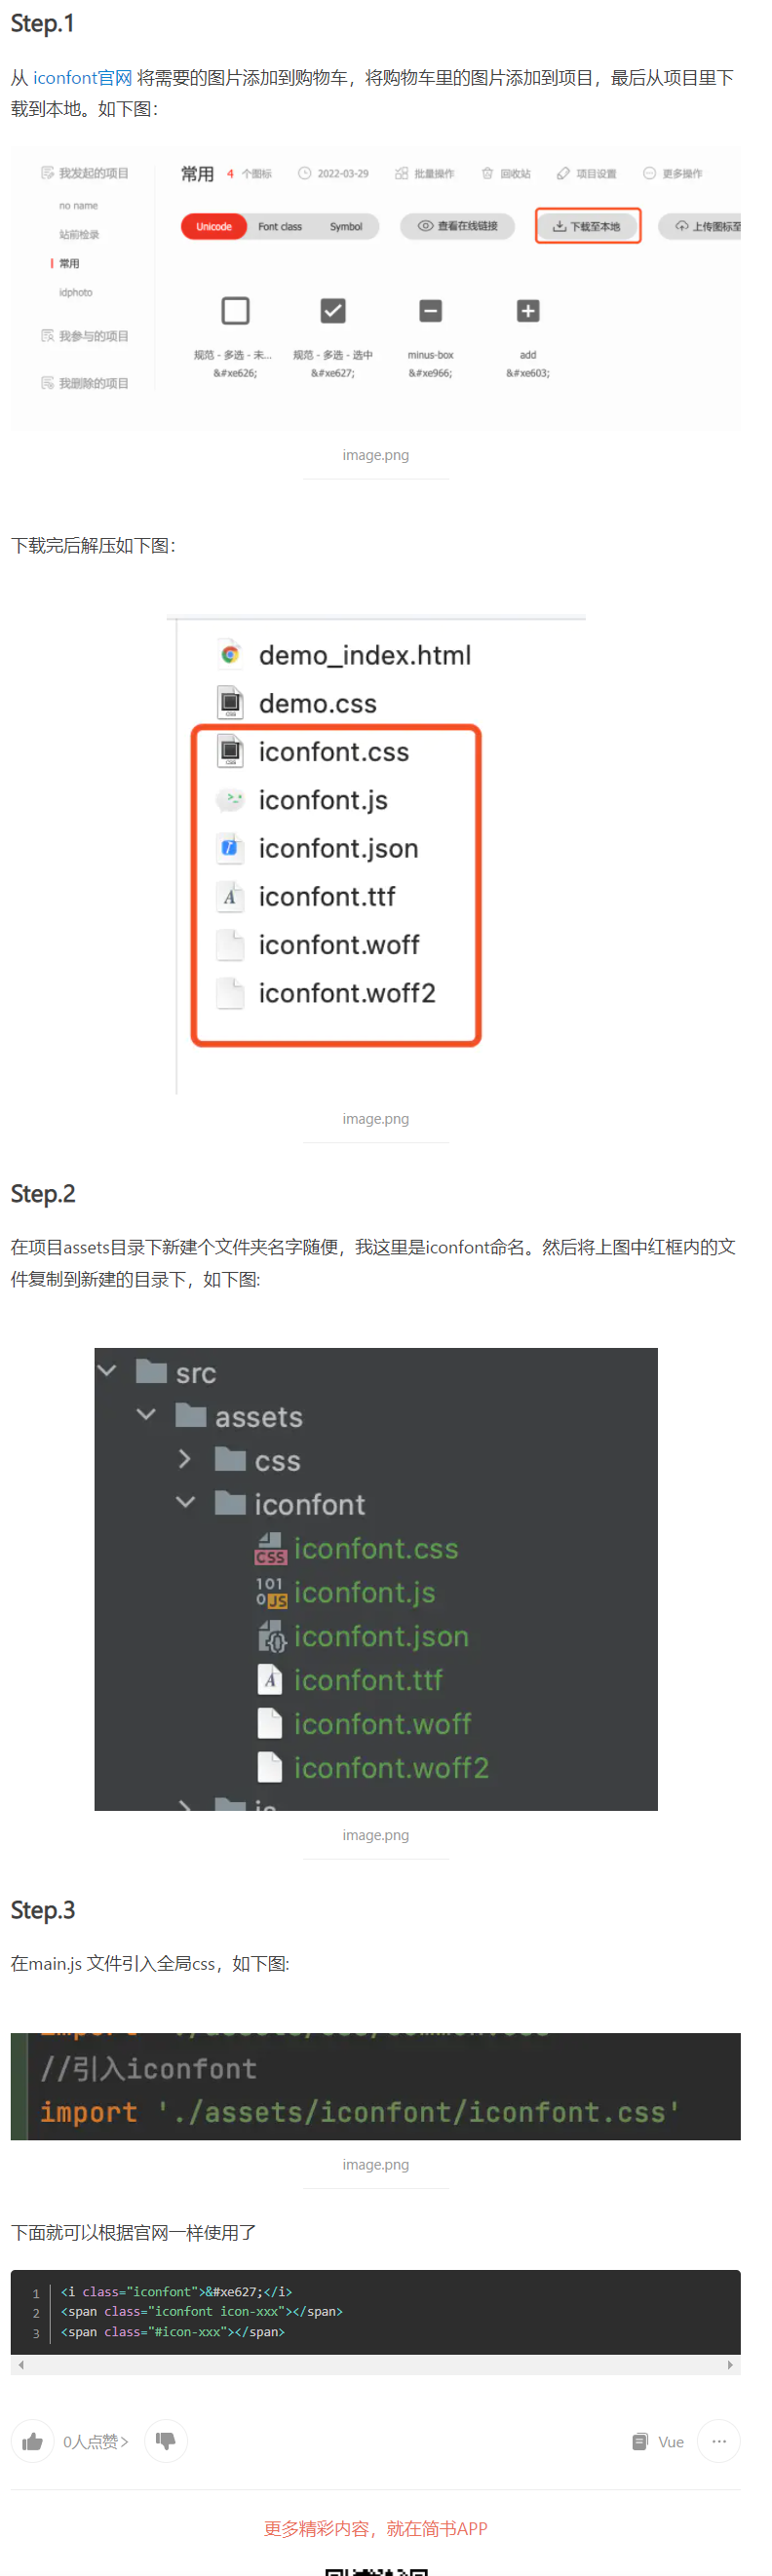 Step.1
从 iconfont官网 将需要的图片添加到购物车，将购物车里的图片添加到项目，最后从项目里下
载到本地。如下图：
我发起的项目
常用 4 个图标 2022-03-29 批量操作 回收站 项目设置 更多操作
no name
站前检录
Unicode Font class Symbol 查看在线链接 下载至本地 上传图标至
常用
idphoto
我参与的项目
规范 - 多选 - 未... 规范 - 多选 - 选中 minus-box add
&#xe626; &#xe627; &#xe966; &#xe603;
我删除的项目
image.png
下载完后解压如下图：
demo_index.html
demo.css
iconfont.css
iconfont.js
iconfont.json
iconfont.ttf
iconfont.woff
iconfont.woff2
image.png
Step.2
在项目assets目录下新建个文件夹名字随便，我这里是iconfont命名。然后将上图中红框内的文
件复制到新建的目录下，如下图:
src
assets
css
iconfont
iconfont.css
iconfont.js
iconfont.json
iconfont.ttf
iconfont.woff
iconfont.woff2
image.png
Step.3
在main.js 文件引入全局css，如下图:
//引入iconfont
import './assets/iconfont/iconfont.css'
image.png
下面就可以根据官网一样使用了
1 <i class="iconfont">&#xe627;</i>
2 <span class="iconfont icon-xxx"></span>
3 <span class="#icon-xxx"></span>
0人点赞> Vue
更多精彩内容，就在简书APP